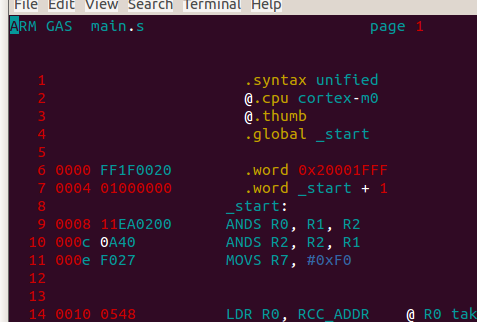 File Edit View Search Terminal Help
ARM GAS  main.s                         page 1
1                      .syntax unified
2                      @.cpu cortex-m0
3                      @.thumb
4                      .global _start
5
6 0000 FF1F0020        .word 0x20001FFF
7 0004 01000000        .word _start + 1
8                    _start:
9 0008 11EA0200      ANDS R0, R1, R2
10 000c 0A40          ANDS R2, R2, R1
11 000e F027          MOVS R7, #0xF0
12
13
14 0010 0548          LDR R0, RCC_ADDR    @ R0 tak